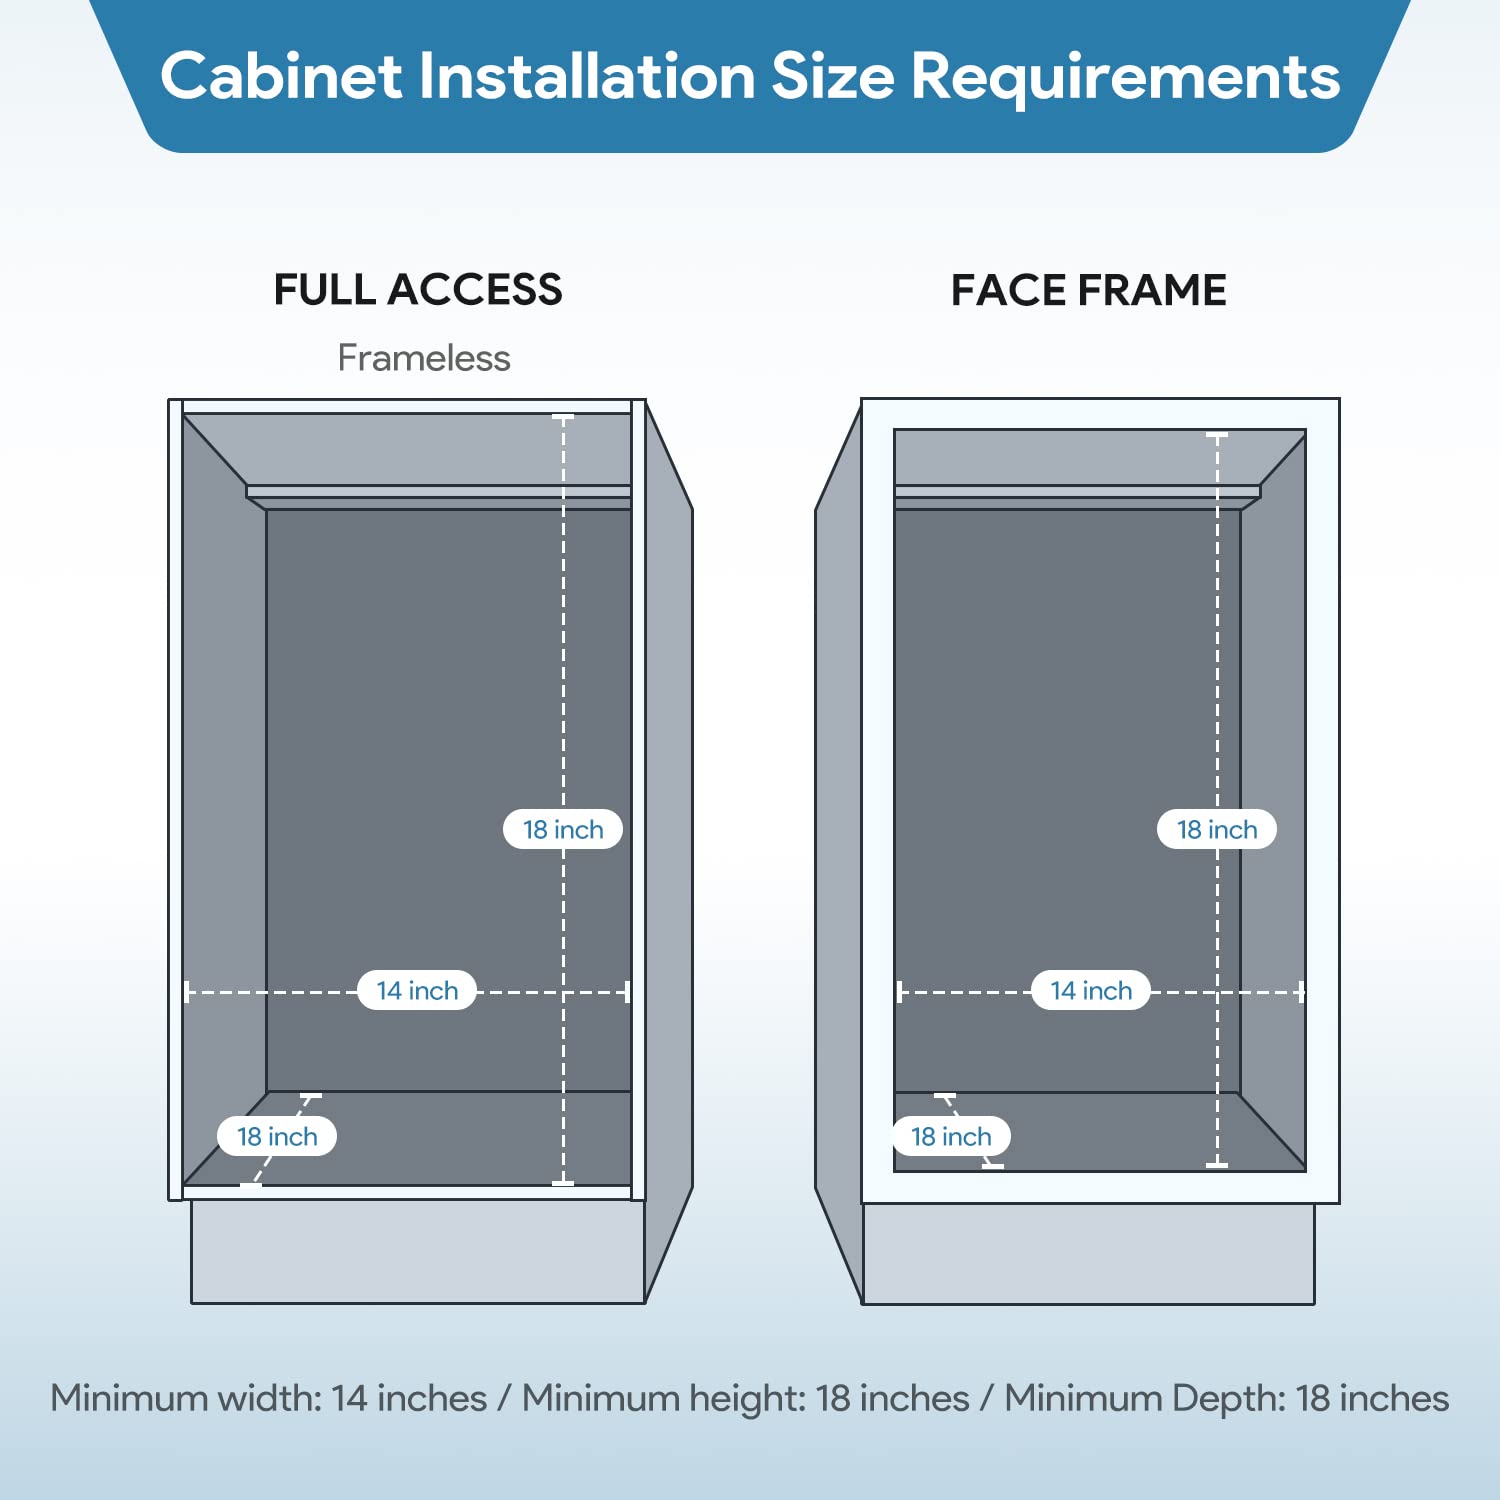 Cabinet Installation Size Requirements
FULL ACCESS
Frameless
18 inch
14 inch
18 inch
FACE FRAME
18 inch
14 inch
18 inch
Minimum width: 14 inches / Minimum height: 18 inches / Minimum Depth: 18 inches